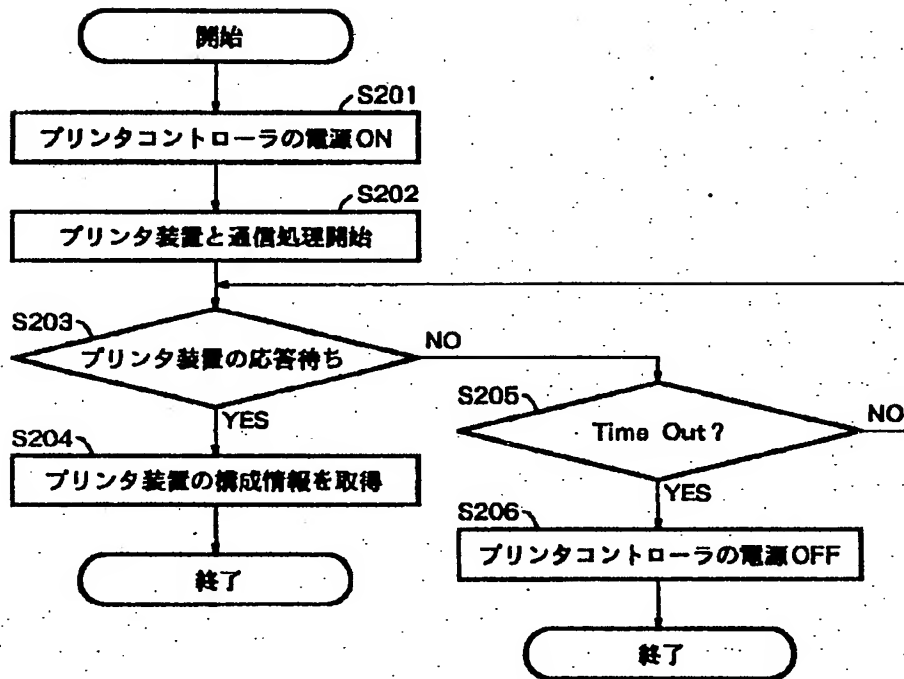 開始
S201
プリンタコントローラの電源ON
S202
プリンタ装置と通信処理開始
S203
プリンタ装置の応答待ち
NO
YES
S204
プリンタ装置の構成情報を取得
終了
S205
Time Out?
NO
YES
S206
プリンタコントローラの電源OFF
終了